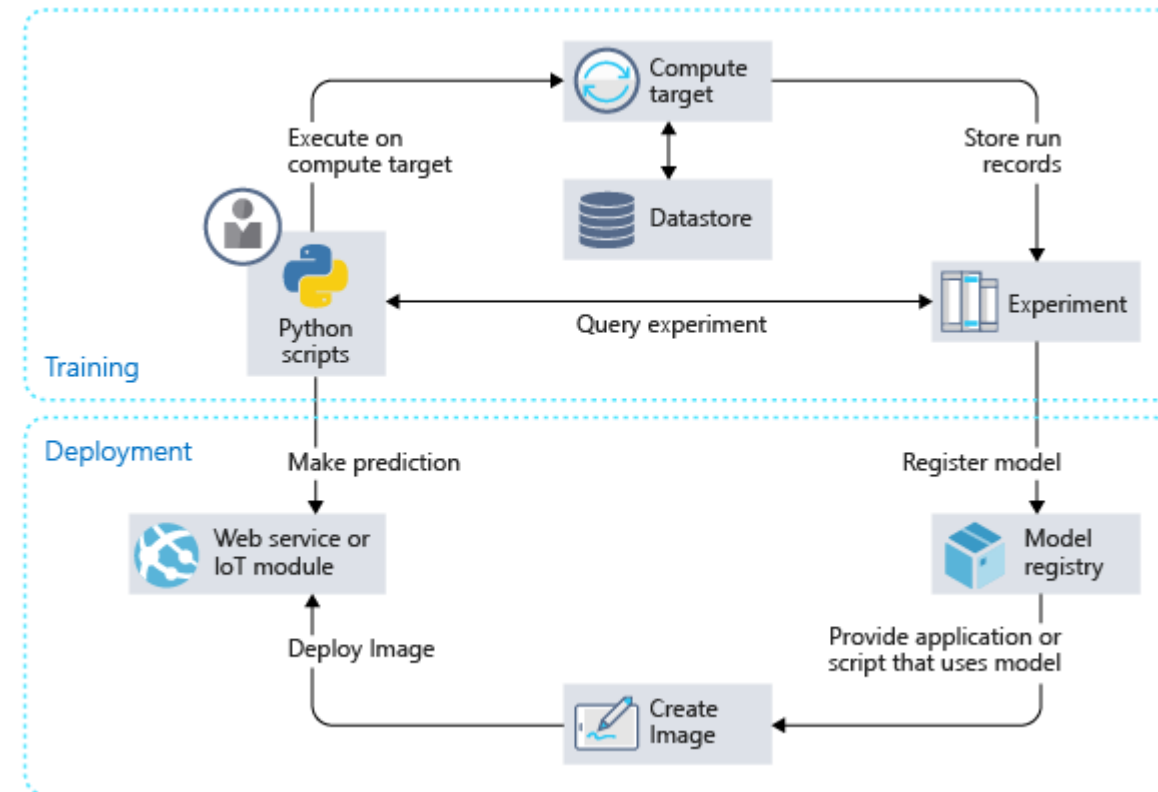 Compute
target
Execute on
compute target
Store run
records
Datastore
Python
scripts
Query experiment
Experiment
Training
Deployment
Make prediction
Register model
Web service or
IoT module
Model
registry
Deploy Image
Provide application or
script that uses model
Create
Image